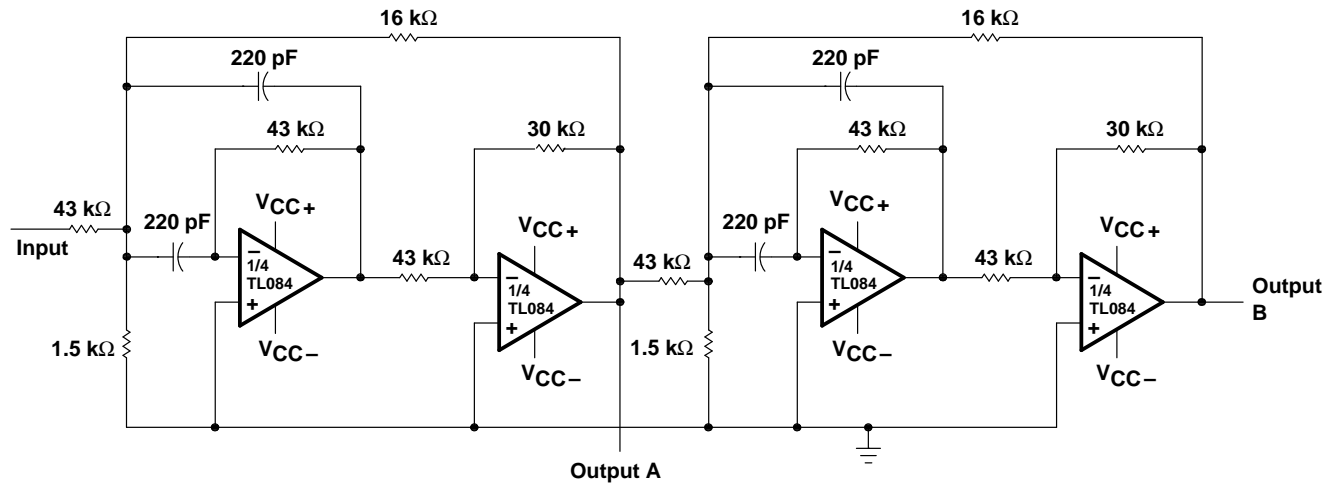 16 kΩ
16 kΩ
220 pF
220 pF
43 kΩ
30 kΩ
43 kΩ
30 kΩ
43 kΩ
Input
220 pF
VCC+
−
1/4
TL084
+
VCC−
43 kΩ
VCC+
−
1/4
TL084
+
VCC−
1.5 kΩ
43 kΩ
220 pF
VCC+
−
1/4
TL084
+
VCC−
43 kΩ
VCC+
−
1/4
TL084
+
VCC−
1.5 kΩ
Output
B
Output A